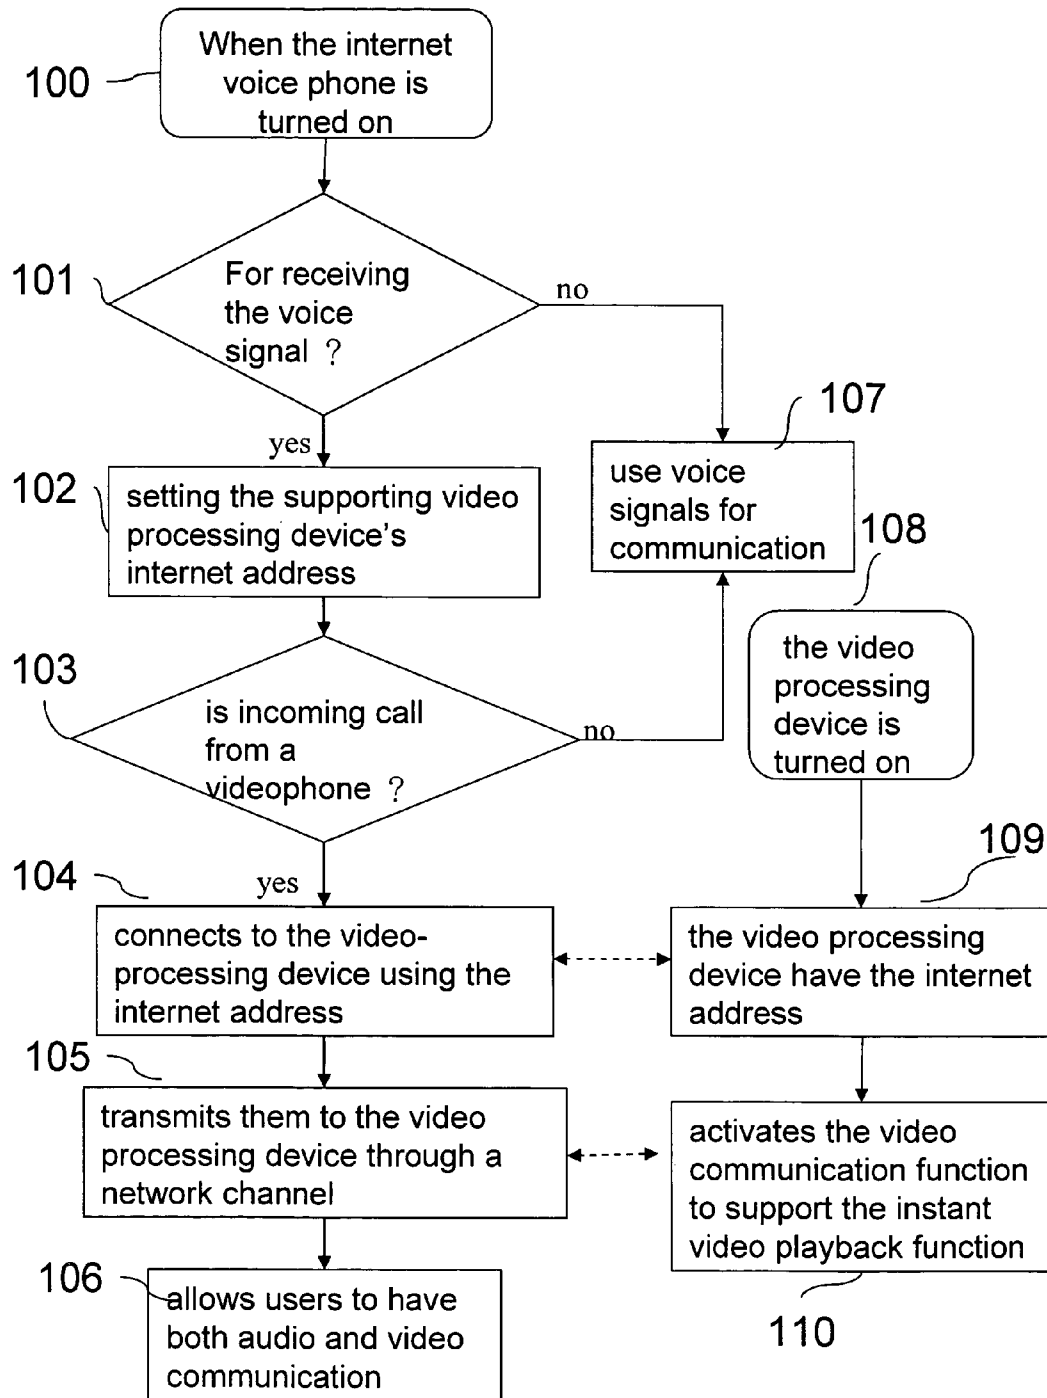 100
When the internet
voice phone is
turned on
101
For receiving
the voice
signal ？
no
yes
107
use voice
signals for
communication
102
setting the supporting video
processing device's
internet address
108
the video
processing
device is
turned on
103
is incoming call
from a
videophone ？
no
yes
104
connects to the video-
processing device using the
internet address
109
the video processing
device have the internet
address
105
transmits them to the video
processing device through a
network channel
activates the video
communication function
to support the instant
video playback function
110
106
allows users to have
both audio and video
communication